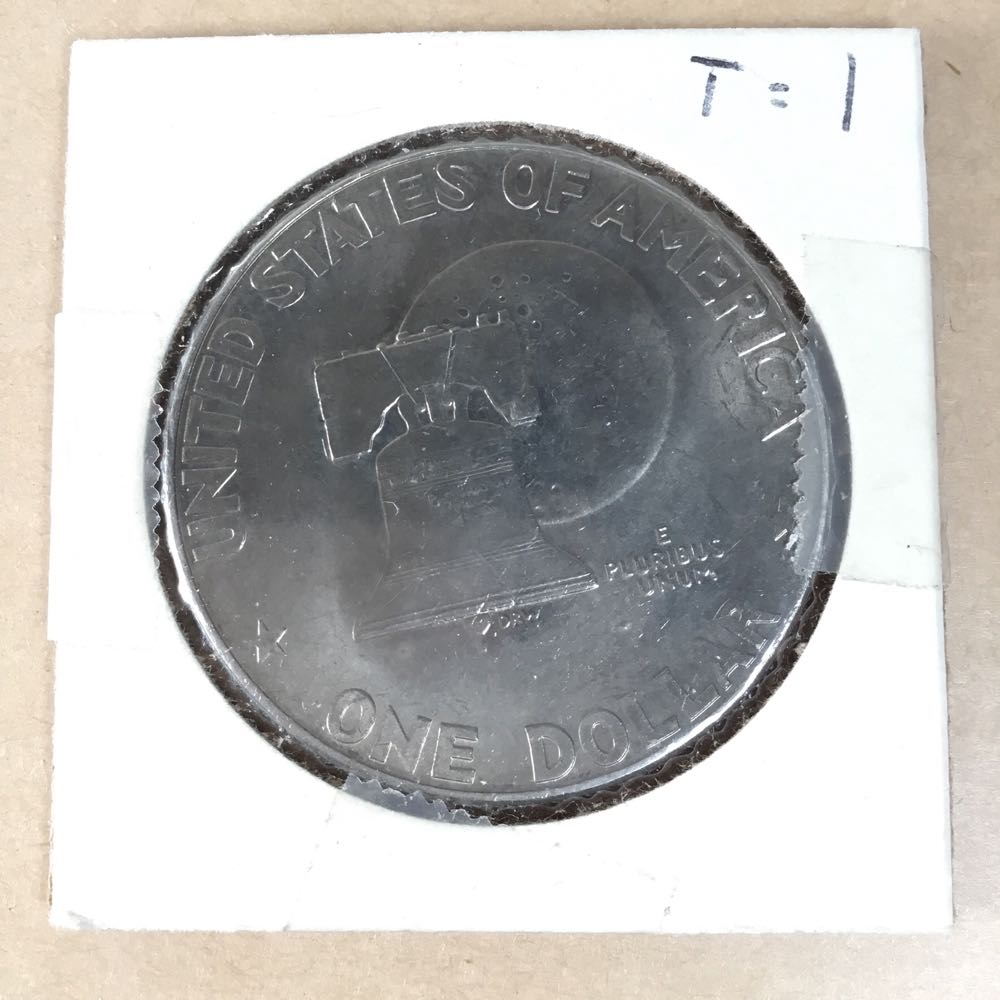 T = 1
UNITED STATES OF AMERICA
E
PLURIBUS
UNUM
ONE DOLLAR